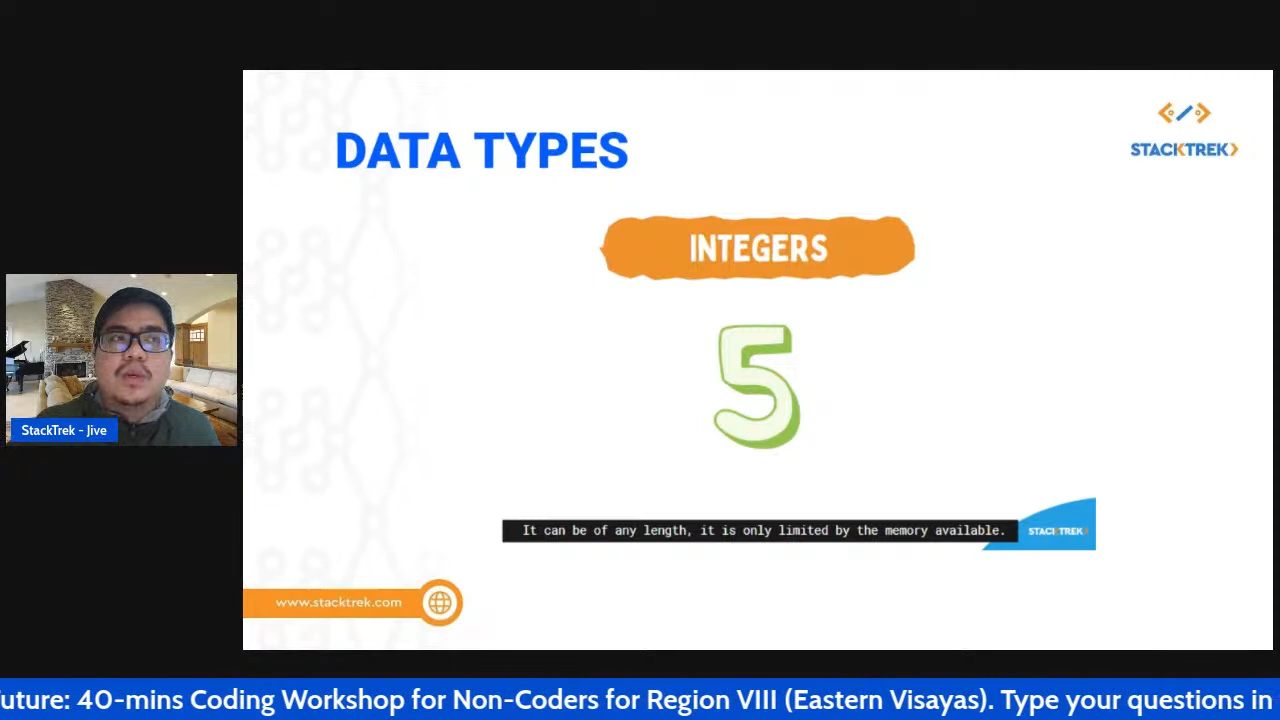 DATA TYPES
STACKTREK
INTEGERS
5
StackTrek - Jive
It can be of any length, it is only limited by the memory available.
STACKTREK
www.stacktrek.com
uture: 40-mins Coding Workshop for Non-Coders for Region VIII (Eastern Visayas). Type your questions in